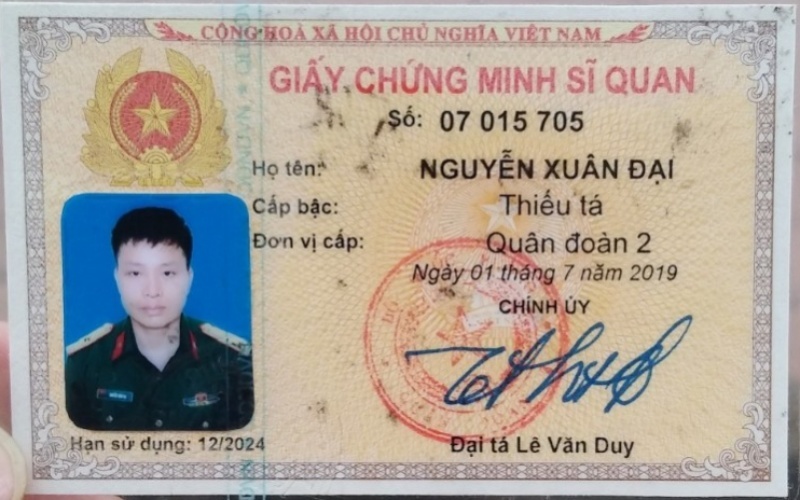 CỘNG HOÀ XÃ HỘI CHỦ NGHĨA VIỆT NAM
GIẤY CHỨNG MINH SĨ QUAN
Số: 07 015 705
Họ tên: NGUYỄN XUÂN ĐẠI
Cấp bậc: Thiếu tá
Đơn vị cấp: Quân đoàn 2
Ngày 01 tháng 7 năm 2019
CHÍNH ỦY
Hạn sử dụng: 12/2024
Đại tá Lê Văn Duy